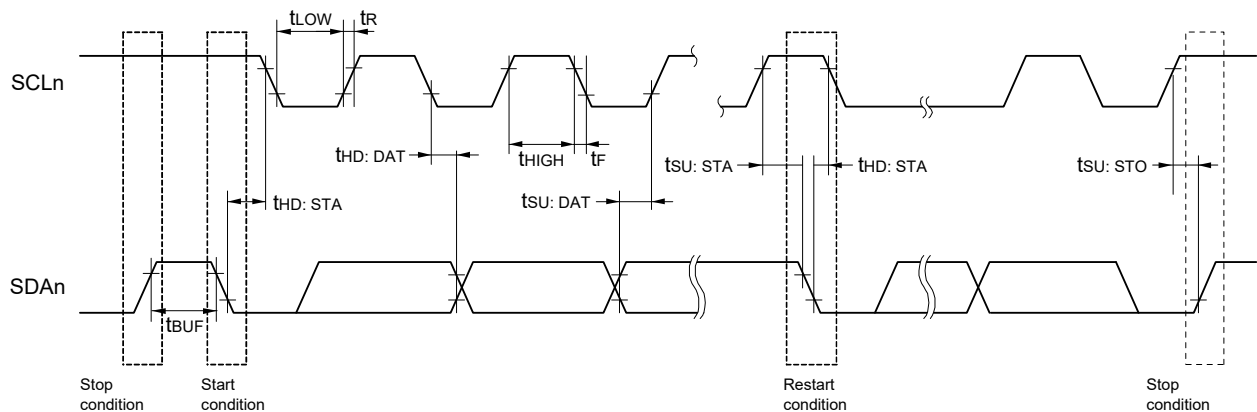 tLOW
tR
SCLn
tHD: DAT
tHIGH
tF
tSU: STA
tHD: STA
tSU: STO
tHD: STA
tSU: DAT
SDAn
tBUF
Stop
condition
Start
condition
Restart
condition
Stop
condition